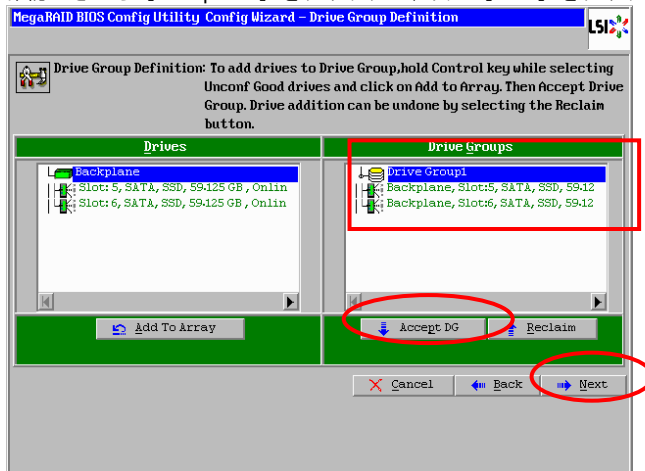 MegaRAID BIOS Config Utility Config Wizard – Drive Group Definition
LSI
Drive Group Definition: To add drives to Drive Group,hold Control key while selecting
Unconf Good drives and click on Add to Array. Then Accept Drive
Group. Drive addition can be undone by selecting the Reclaim
button.
Drives
Drive Groups
Backplane
Slot: 5, SATA, SSD, 59.125 GB, Onlin
Slot: 6, SATA, SSD, 59.125 GB, Onlin
Drive Group1
Backplane, Slot:5, SATA, SSD, 59.12
Backplane, Slot:6, SATA, SSD, 59.12
Add To Array
Accept DG
Reclaim
Cancel
Back
Next